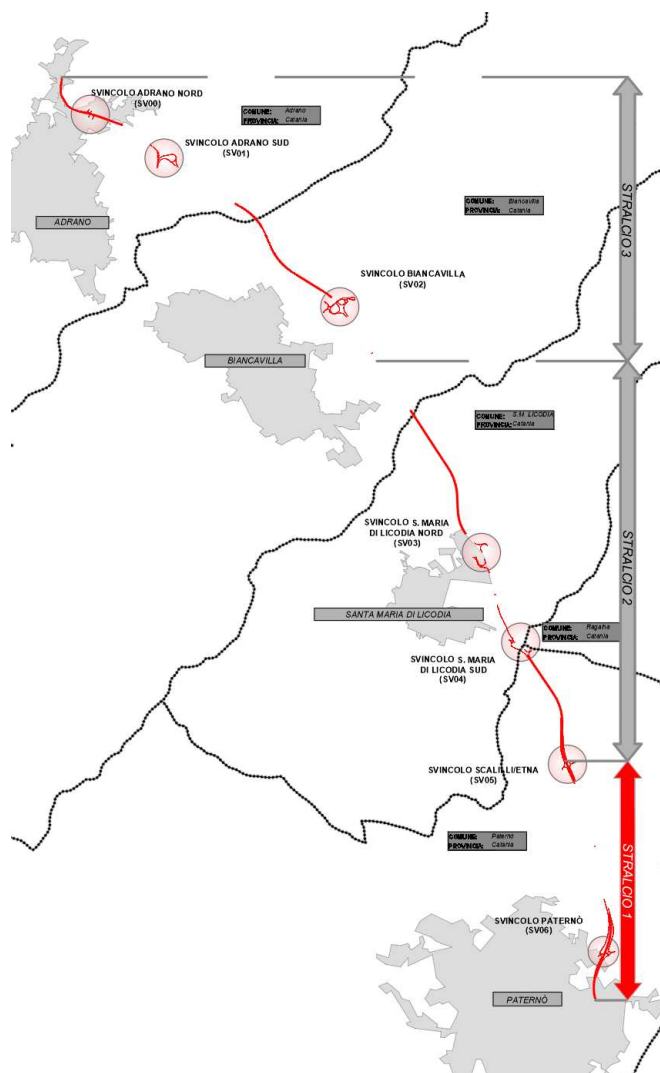 SVINCOLO ADRANO NORD
(SV00)
COMUNE: Adrano
PROVINCIA: Catania
SVINCOLO ADRANO SUD
(SV01)
ADRANO
COMUNE: Biancavilla
PROVINCIA: Catania
STRALCIO 3
SVINCOLO BIANCAVILLA
(SV02)
BIANCAVILLA
COMUNE: S.M. LICODIA
PROVINCIA: Catania
SVINCOLO S. MARIA
DI LICODIA NORD
(SV03)
STRALCIO 2
SANTA MARIA DI LICODIA
COMUNE: Ragalna
PROVINCIA: Catania
SVINCOLO S. MARIA
DI LICODIA SUD
(SV04)
SVINCOLO SCALILLI/ETNA
(SV05)
COMUNE: Paternò
PROVINCIA: Catania
STRALCIO 1
SVINCOLO PATERNÒ
(SV06)
PATERNÒ